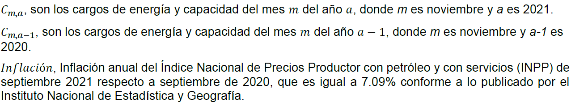 C𝑚,𝑎, son los cargos de energía y capacidad del mes 𝑚 del año 𝑎, donde m es noviembre y a es 2021.
C𝑚,𝑎−1, son los cargos de energía y capacidad del mes 𝑚 del año 𝑎 − 1, donde m es noviembre y a-1 es
2020.
𝐼𝑛𝑓𝑙𝑎𝑐𝑖ó𝑛, Inflación anual del Índice Nacional de Precios Productor con petróleo y con servicios (INPP) de
septiembre 2021 respecto a septiembre de 2020, que es igual a 7.09% conforme a lo publicado por el
Instituto Nacional de Estadística y Geografía.